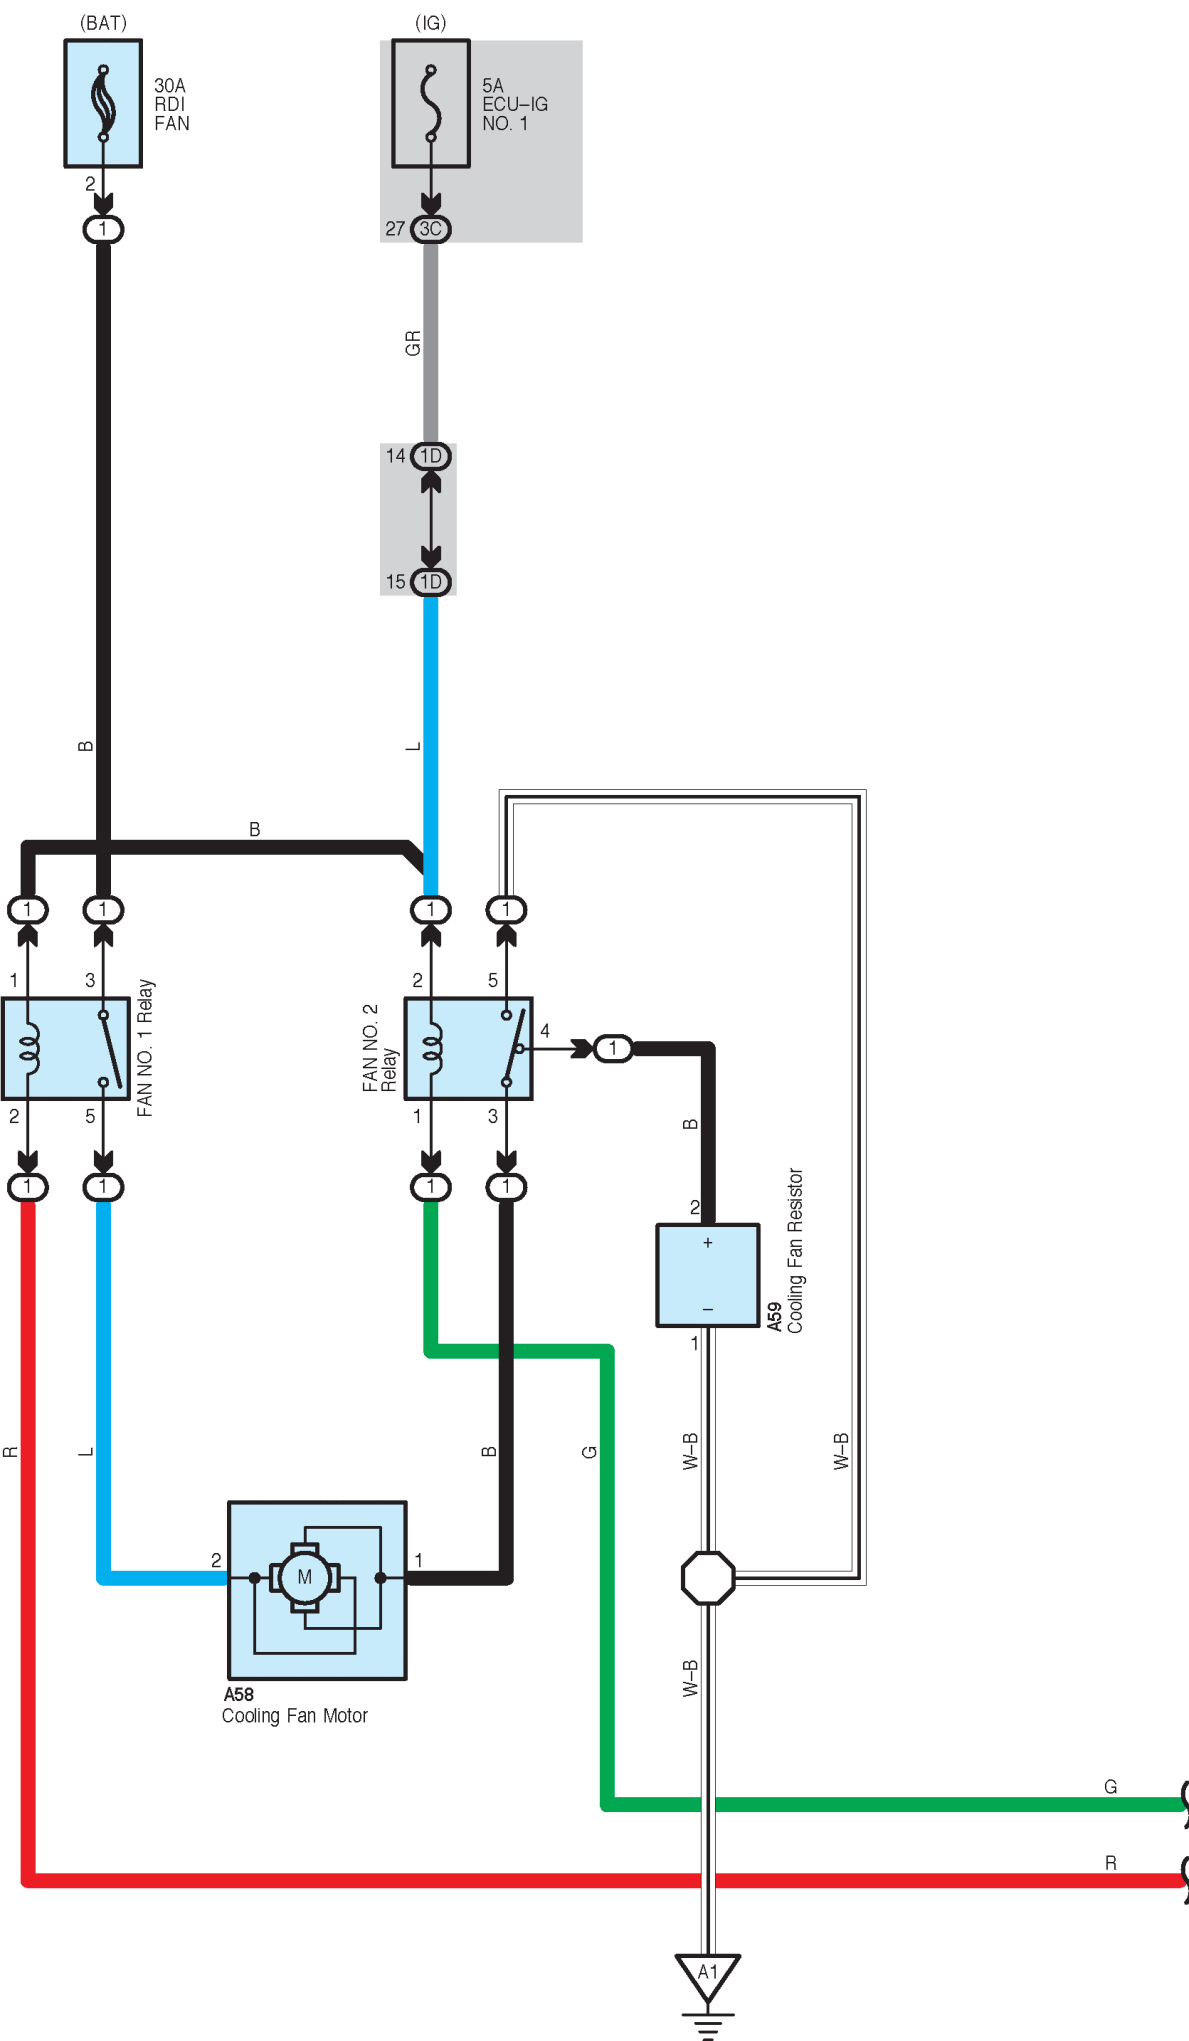 (BAT)
(IG)
30A
RDI
FAN
5A
ECU–IG
NO. 1
2
1
27
3C
GR
14
1D
15
1D
B
L
B
1
1
1
1
1
3
2
5
FAN NO. 1 Relay
FAN NO. 2
Relay
4
1
2
5
1
3
B
1
1
1
1
2
+
–
A59
Cooling Fan Resistor
1
R
L
B
G
W–B
W–B
2
M
1
W–B
A58
Cooling Fan Motor
G
R
A1